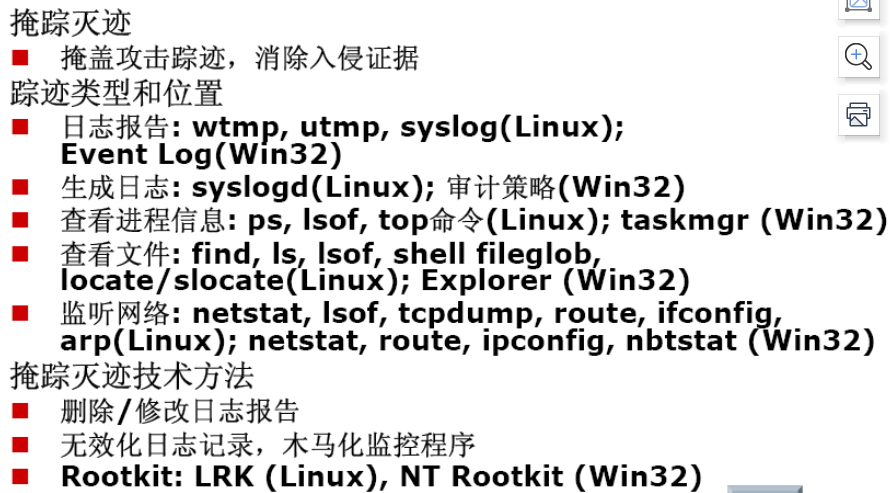 掩踪灭迹
掩盖攻击踪迹，消除入侵证据
踪迹类型和位置
日志报告: wtmp, utmp, syslog(Linux);
Event Log(Win32)
生成日志: syslogd(Linux); 审计策略(Win32)
查看进程信息: ps, lsof, top命令(Linux); taskmgr (Win32)
查看文件: find, ls, lsof, shell fileglob,
locate/slocate(Linux); Explorer (Win32)
监听网络: netstat, lsof, tcpdump, route, ifconfig,
arp(Linux); netstat, route, ipconfig, nbtstat (Win32)
掩踪灭迹技术方法
删除/修改日志报告
无效化日志记录，木马化监控程序
Rootkit: LRK (Linux), NT Rootkit (Win32)